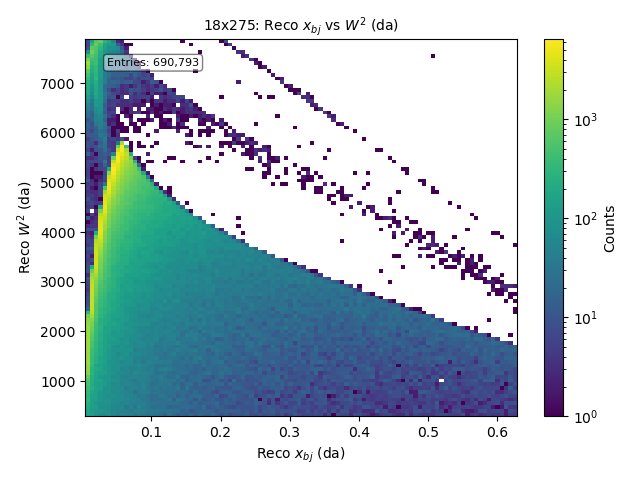 18x275: Reco $x_{bj}$ vs $W^2$ (da)
Entries: 690,793
7000
6000
5000
4000
3000
2000
1000
Reco $W^2$ (da)
0.1 0.2 0.3 0.4 0.5 0.6
Reco $x_{bj}$ (da)
$10^3$
$10^2$
$10^1$
$10^0$
Counts